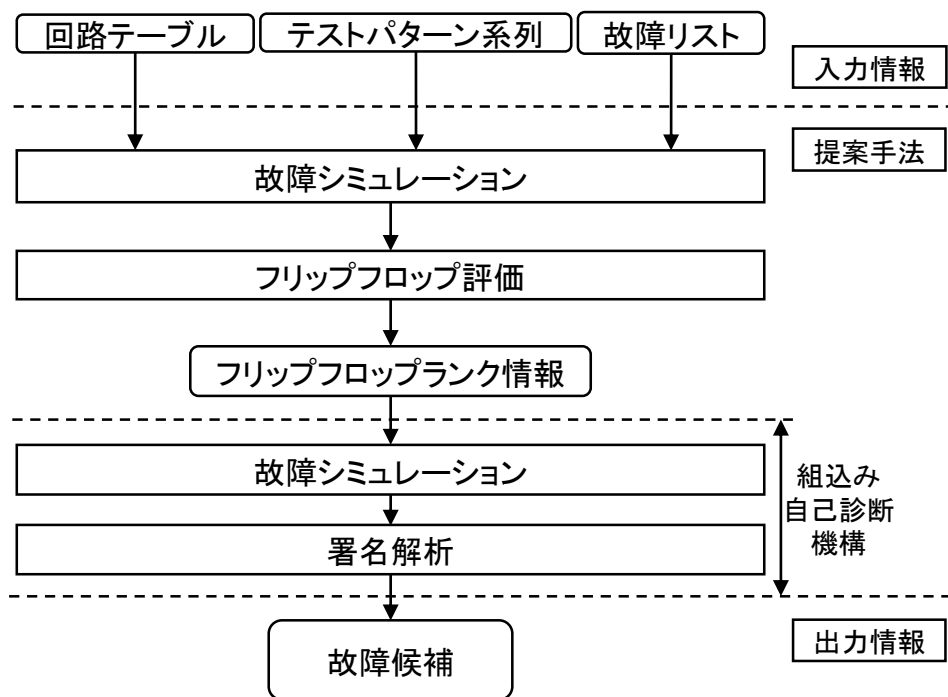 回路テーブル
テストパターン系列
故障リスト
入力情報
提案手法
故障シミュレーション
フリップフロップ評価
フリップフロップランク情報
故障シミュレーション
署名解析
組込み
自己診断
機構
出力情報
故障候補